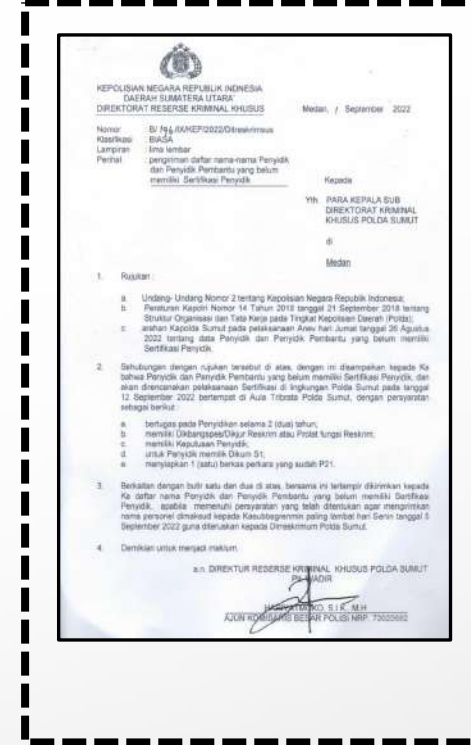 KEPOLISIAN NEGARA REPUBLIK INDONESIA
DAERAH SUMATERA UTARA
DIREKTORAT RESERSE KRIMINAL KHUSUS
Medan, 1 September 2022
Nomor : B/ /IX/KEP/2022/Ditreskrimsus
Klasifikasi : BIASA
Lampiran : lima lembar
Perihal : pengiriman daftar nama-nama Penyidik
dan Penyidik Pembantu yang belum
memiliki Sertifikasi Penyidik
Kepada
Yth. PARA KEPALA SUB
DIREKTORAT KRIMINAL
KHUSUS POLDA SUMUT
di
Medan
1. Rujukan :
a. Undang- Undang Nomor 2 tentang Kepolisian Negara Republik Indonesia;
b. Peraturan Kapolri Nomor 14 Tahun 2018 tanggal 21 September 2018 tentang
Struktur Organisasi dan Tata Kerja pada Tingkat Kepolisian Daerah (Polda);
c. arahan Kapolda Sumut pada pelaksanaan Anev hari Jumat tanggal 26 Agustus
2022 tentang data Penyidik dan Penyidik Pembantu yang belum memiliki
Sertifikasi Penyidik.
2. Sehubungan dengan rujukan tersebut di atas, dengan ini disampaikan kepada Ka
bahwa Penyidik dan Penyidik Pembantu yang belum memiliki Sertifikasi Penyidik, dan
akan direncanakan pelaksanaan Sertifikasi di lingkungan Polda Sumut pada tanggal
12 September 2022 bertempat di Aula Tribrata Polda Sumut, dengan persyaratan
sebagai berikut :
a. bertugas pada Penyidikan selama 2 (dua) tahun;
b. memiliki Dikbangspes/Dikjur Reskrim atau Prolat fungsi Reskrim;
c. memiliki Keputusan Penyidik;
d. untuk Penyidik memilik Dikum S1;
e. menyiapkan 1 (satu) berkas perkara yang sudah P21.
3. Berkaitan dengan butir satu dan dua di atas, bersama ini terlampir dikirimkan kepada
Ka daftar nama Penyidik dan Penyidik Pembantu yang belum memiliki Sertifikasi
Penyidik, apabila memenuhi persyaratan yang telah ditentukan agar mengirimkan
nama personel dimaksud kepada Kasubbagrenmin paling lambat hari Senin tanggal 5
September 2022 guna diteruskan kepada Dirreskrimum Polda Sumut.
4. Demikian untuk menjadi maklum.
a.n. DIREKTUR RESERSE KRIMINAL KHUSUS POLDA SUMUT
WADIR
S.I.K., M.H
AJUN KOMISARIS BESAR POLISI NRP.